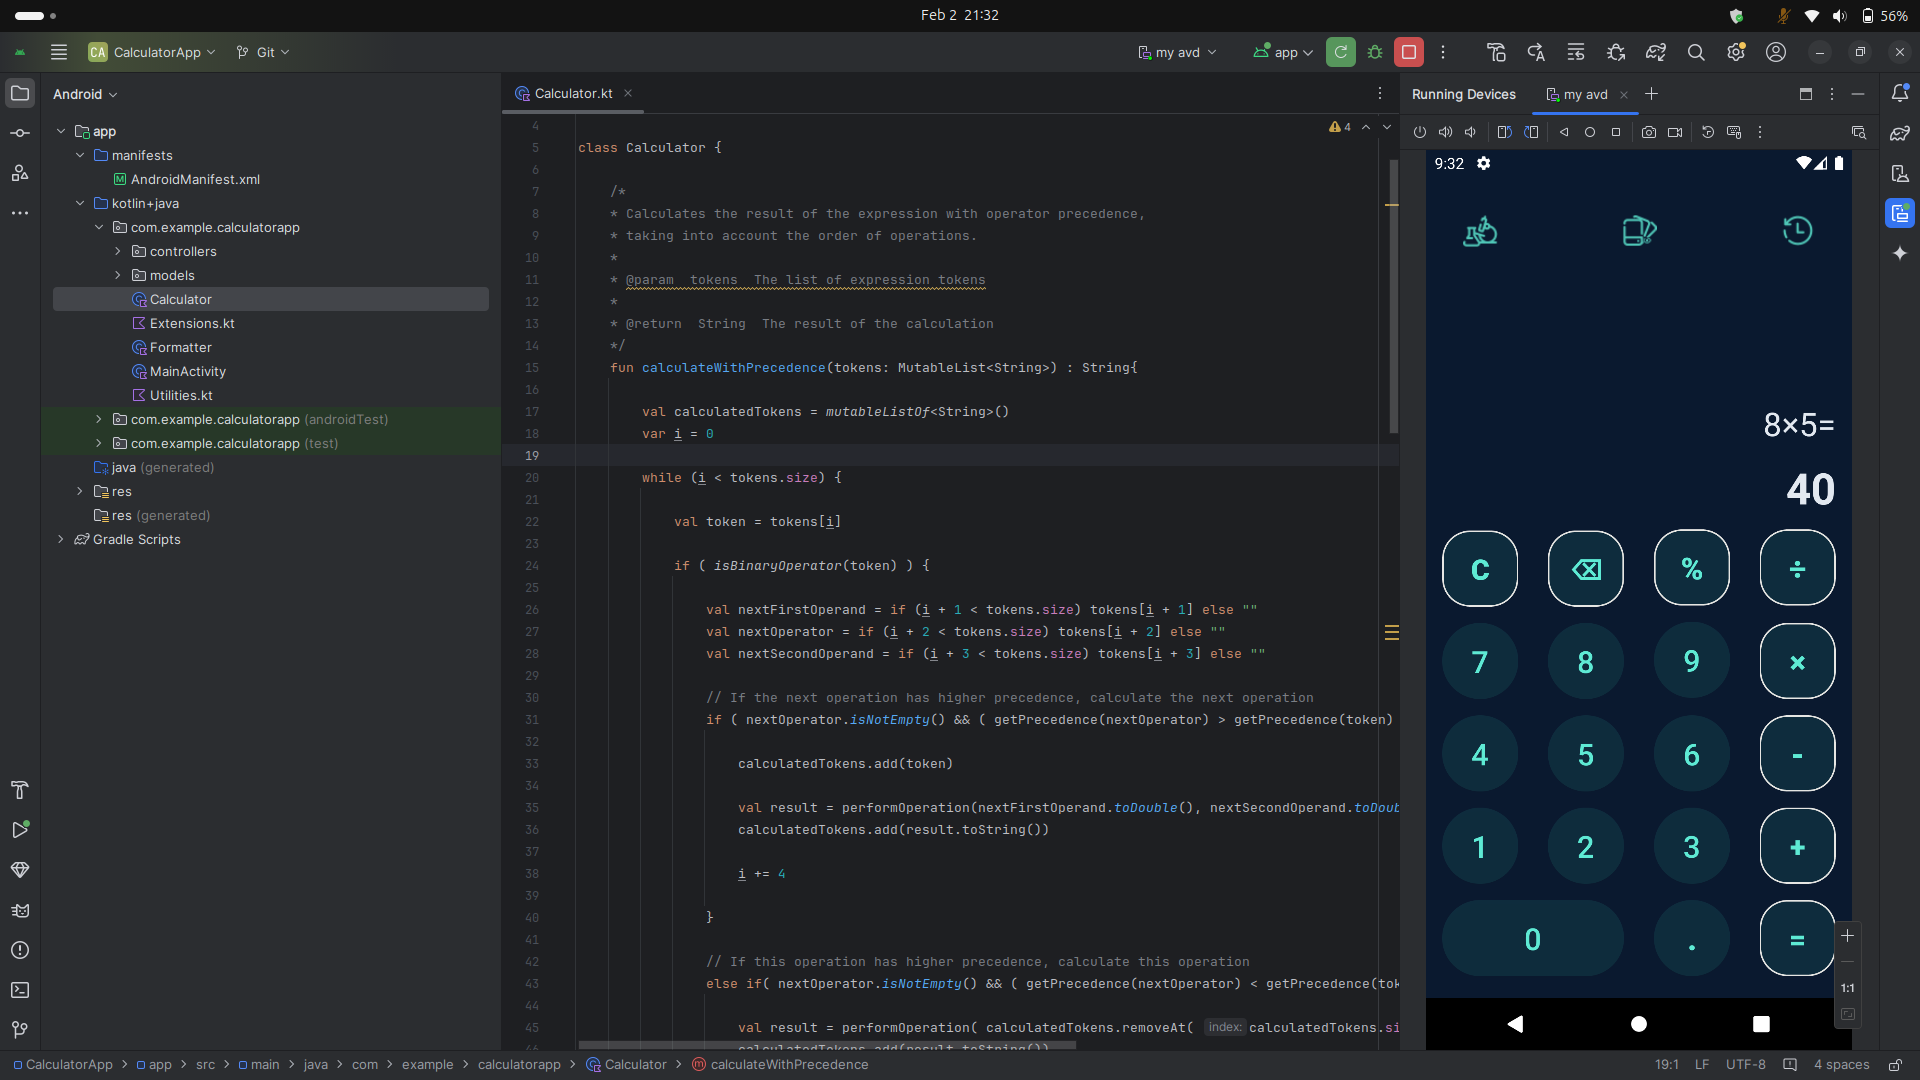 Feb 2 21:32
56%
CA CalculatorApp
Git
my avd
app
Android
app
manifests
AndroidManifest.xml
kotlin+java
com.example.calculatorapp
controllers
models
Calculator
Extensions.kt
Formatter
MainActivity
Utilities.kt
com.example.calculatorapp (androidTest)
com.example.calculatorapp (test)
java (generated)
res
res (generated)
Gradle Scripts
Calculator.kt
4
4
5 class Calculator {
6
7 /*
8 * Calculates the result of the expression with operator precedence,
9 * taking into account the order of operations.
10 *
11 * @param  tokens  The list of expression tokens
12 *
13 * @return  String  The result of the calculation
14 */
15 fun calculateWithPrecedence(tokens: MutableList<String>) : String{
16
17 val calculatedTokens = mutableListOf<String>()
18 var i = 0
19
20 while (i < tokens.size) {
21
22 val token = tokens[i]
23
24 if ( isBinaryOperator(token) ) {
25
26 val nextFirstOperand = if (i + 1 < tokens.size) tokens[i + 1] else ""
27 val nextOperator = if (i + 2 < tokens.size) tokens[i + 2] else ""
28 val nextSecondOperand = if (i + 3 < tokens.size) tokens[i + 3] else ""
29
30 // If the next operation has higher precedence, calculate the next operation
31 if ( nextOperator.isNotEmpty() && ( getPrecedence(nextOperator) > getPrecedence(token)
32
33 calculatedTokens.add(token)
34
35 val result = performOperation(nextFirstOperand.toDouble(), nextSecondOperand.toDoub
36 calculatedTokens.add(result.toString())
37
38 i += 4
39
40 }
41
42 // If this operation has higher precedence, calculate this operation
43 else if( nextOperator.isNotEmpty() && ( getPrecedence(nextOperator) < getPrecedence(tok
44
45 val result = performOperation( calculatedTokens.removeAt( index: calculatedTokens.si
46 calculatedTokens.add(result.toString())
Running Devices
my avd
9:32
8×5=
40
C
%
÷
7
8
9
×
4
5
6
-
1
2
3
+
0
.
=
1:1
CalculatorApp > app > src > main > java > com > example > calculatorapp > Calculator > calculateWithPrecedence
19:1
LF
UTF-8
4 spaces